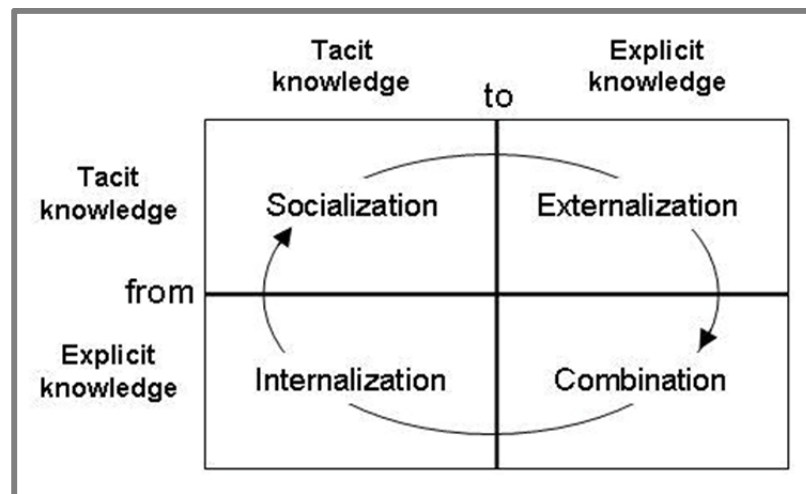 Tacit
knowledge
to
Explicit
knowledge
Tacit
knowledge
Socialization
Externalization
from
Explicit
knowledge
Internalization
Combination